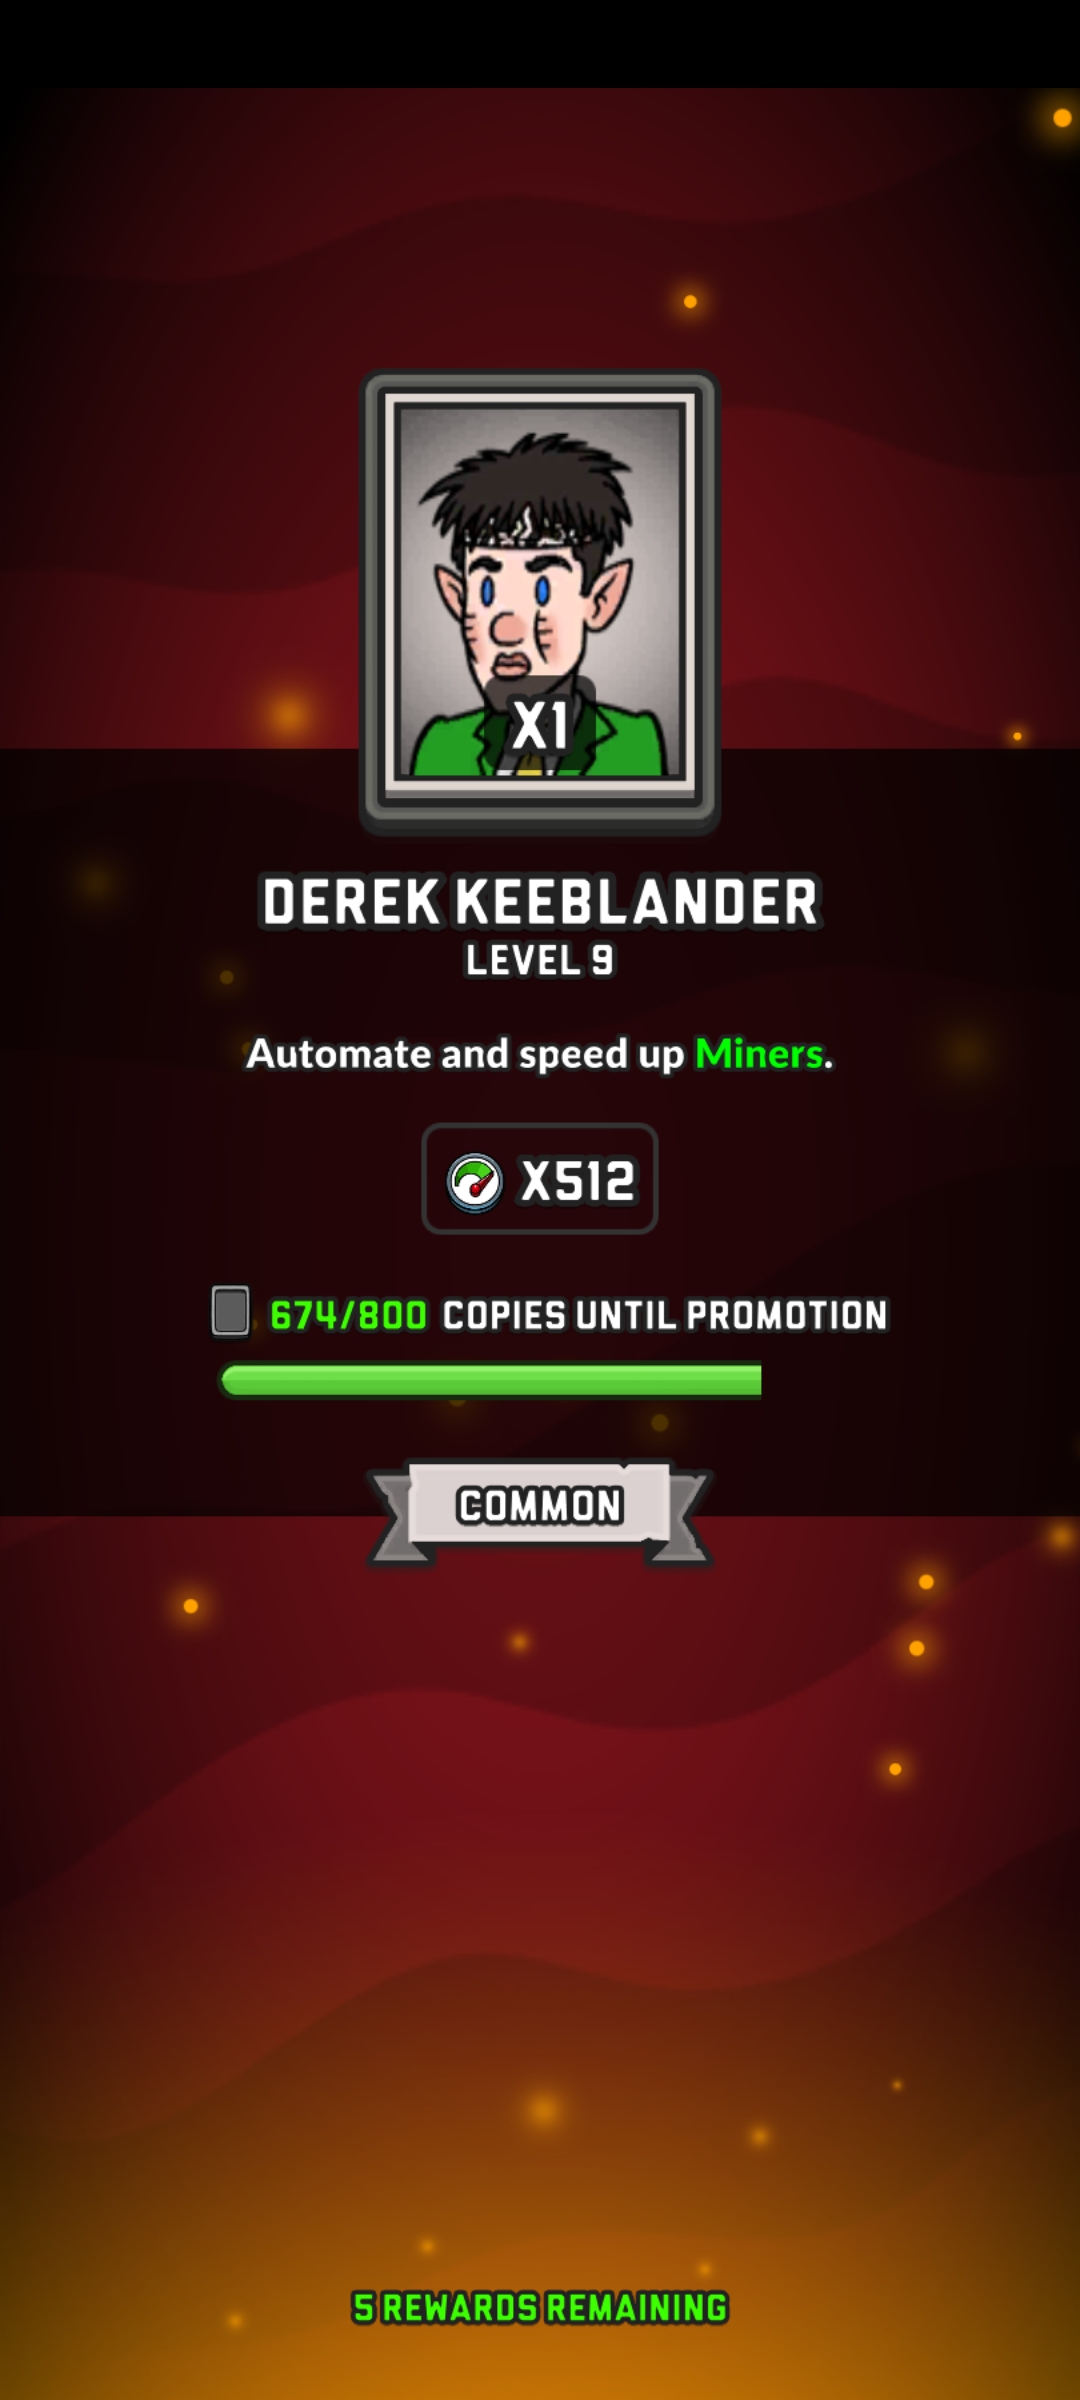 X1
DEREK KEEBLANDER
LEVEL 9
Automate and speed up Miners.
X512
674/800 COPIES UNTIL PROMOTION
COMMON
5 REWARDS REMAINING